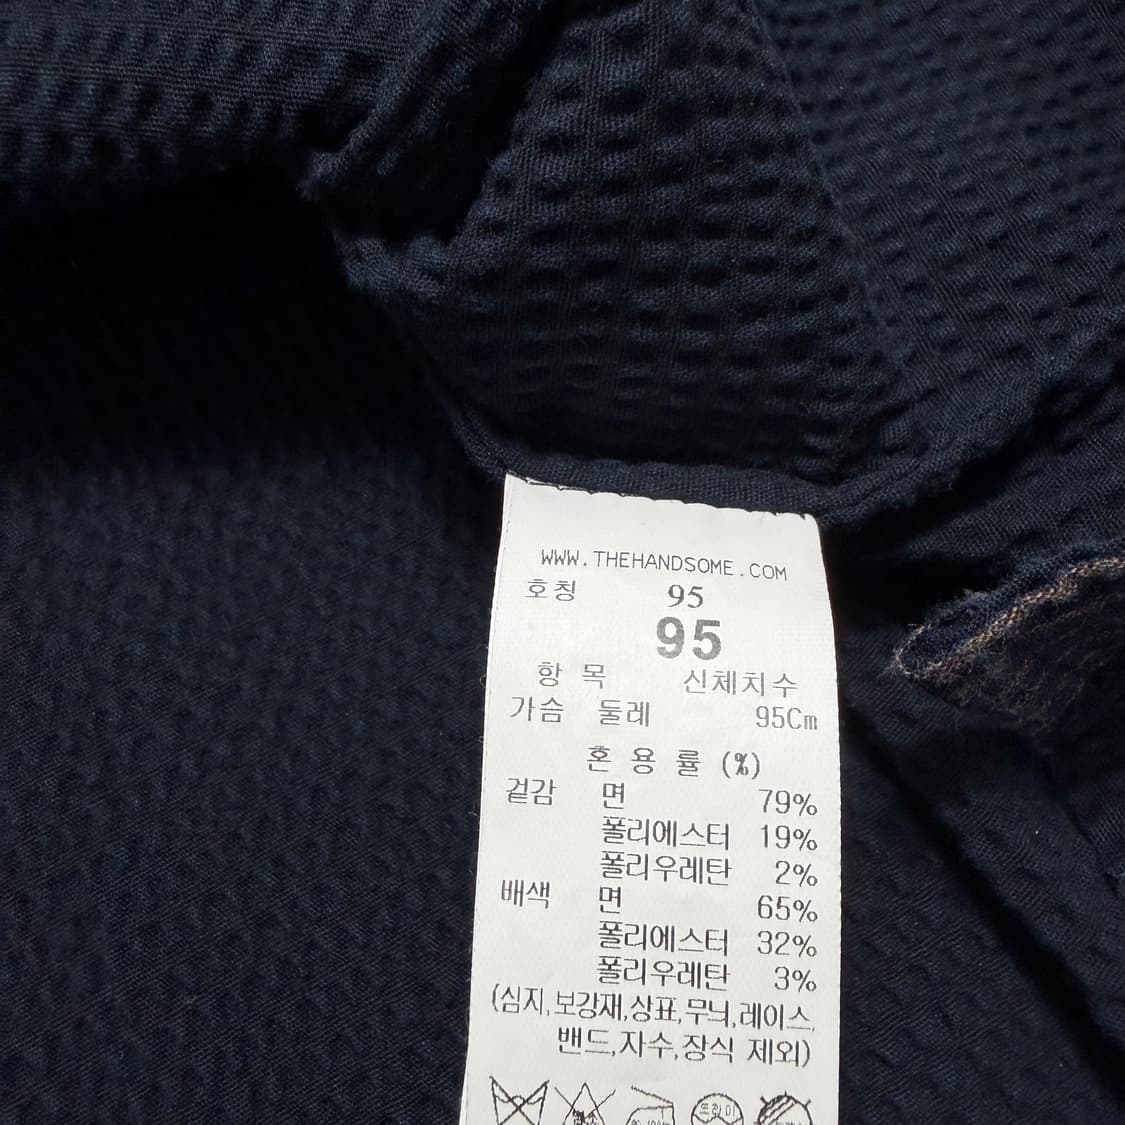 WWW.THEHANDSOME.COM
호칭 95
95
항 목 신체치수
가슴 둘레 95Cm
혼 용 률 (%)
겉감 면 79%
폴리에스터 19%
폴리우레탄 2%
배색 면 65%
폴리에스터 32%
폴리우레탄 3%
(심지,보강재,상표,무늬,레이스,
밴드,자수,장식 제외)
드라이